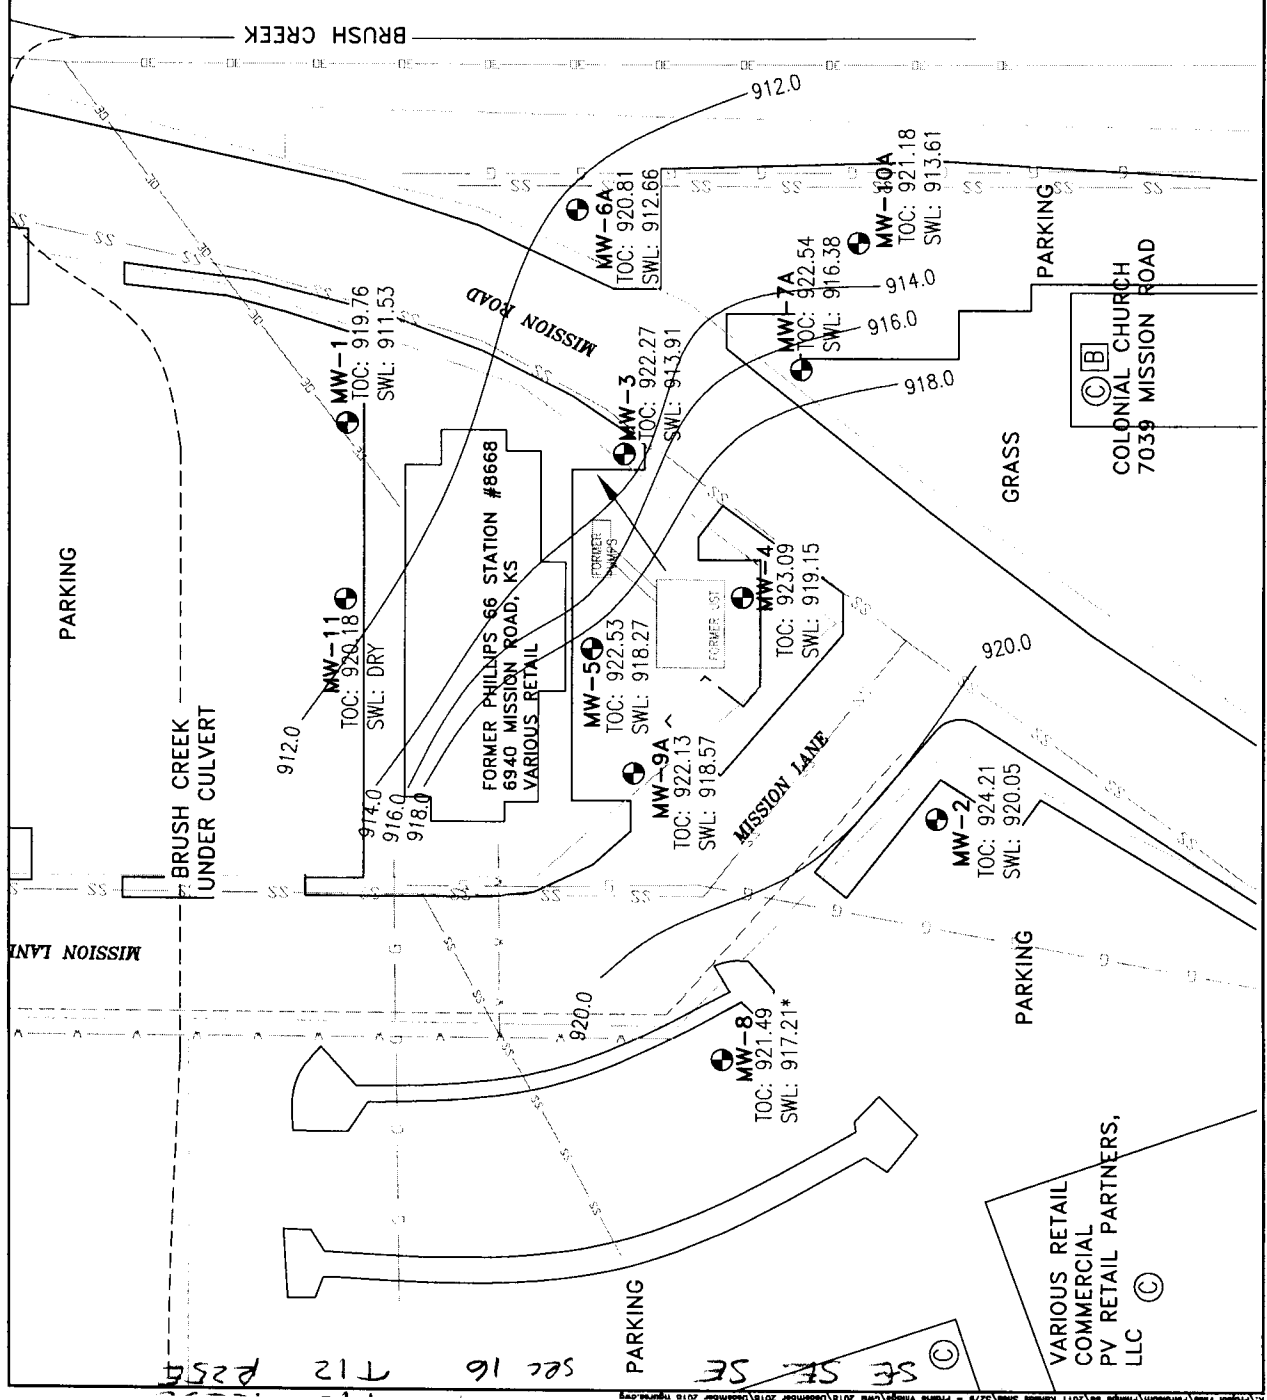 BRUSH CREEK
912.0
MW-6A
TOC: 920.81
SWL: 912.66
MW-10A
TOC: 921.18
SWL: 913.61
PARKING
MW-7A
TOC: 922.54
SWL: 916.38
914.0
916.0
918.0
MISSION ROAD
MW-1
TOC: 919.76
SWL: 911.53
MW-3
TOC: 922.27
SWL: 913.91
COLONIAL CHURCH
7039 MISSION ROAD
C
B
GRASS
PARKING
FORMER PHILLIPS 66 STATION #8668
6940 MISSION ROAD, KS
VARIOUS RETAIL
FORMER
PUMPS
FORMER UST
MW-4
TOC: 923.09
SWL: 919.15
MW-11
TOC: 920.18
SWL: DRY
MW-5
TOC: 922.53
SWL: 918.27
920.0
912.0
914.0
916.0
918.0
BRUSH CREEK
UNDER CULVERT
MW-9A
TOC: 922.13
SWL: 918.57
MISSION LANE
MW-2
TOC: 924.21
SWL: 920.05
MISSION LANE
PARKING
920.0
MW-8
TOC: 921.49
SWL: 917.21*
VARIOUS RETAIL
COMMERCIAL
PV RETAIL PARTNERS,
LLC
C
PARKING
C
SE SE SE sec 16 T12 R25E